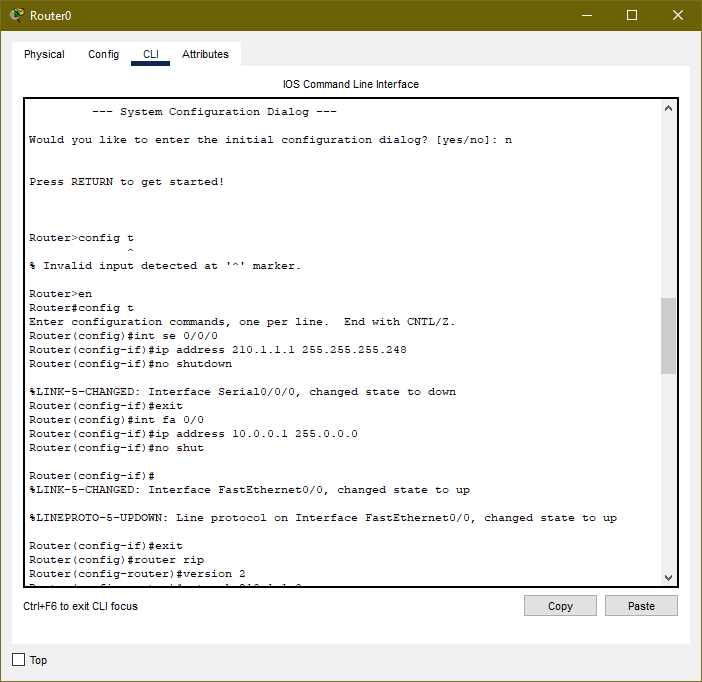 Router0
Physical Config CLI Attributes
IOS Command Line Interface
--- System Configuration Dialog ---
Would you like to enter the initial configuration dialog? [yes/no]: n
Press RETURN to get started!
Router>config t
^
% Invalid input detected at '^' marker.
Router>en
Router#config t
Enter configuration commands, one per line.  End with CNTL/Z.
Router(config)#int se 0/0/0
Router(config-if)#ip address 210.1.1.1 255.255.255.248
Router(config-if)#no shutdown
%LINK-5-CHANGED: Interface Serial0/0/0, changed state to down
Router(config-if)#exit
Router(config)#int fa 0/0
Router(config-if)#ip address 10.0.0.1 255.0.0.0
Router(config-if)#no shut
Router(config-if)#
%LINK-5-CHANGED: Interface FastEthernet0/0, changed state to up
%LINEPROTO-5-UPDOWN: Line protocol on Interface FastEthernet0/0, changed state to up
Router(config-if)#exit
Router(config)#router rip
Router(config-router)#version 2
Ctrl+F6 to exit CLI focus
Copy Paste
Top